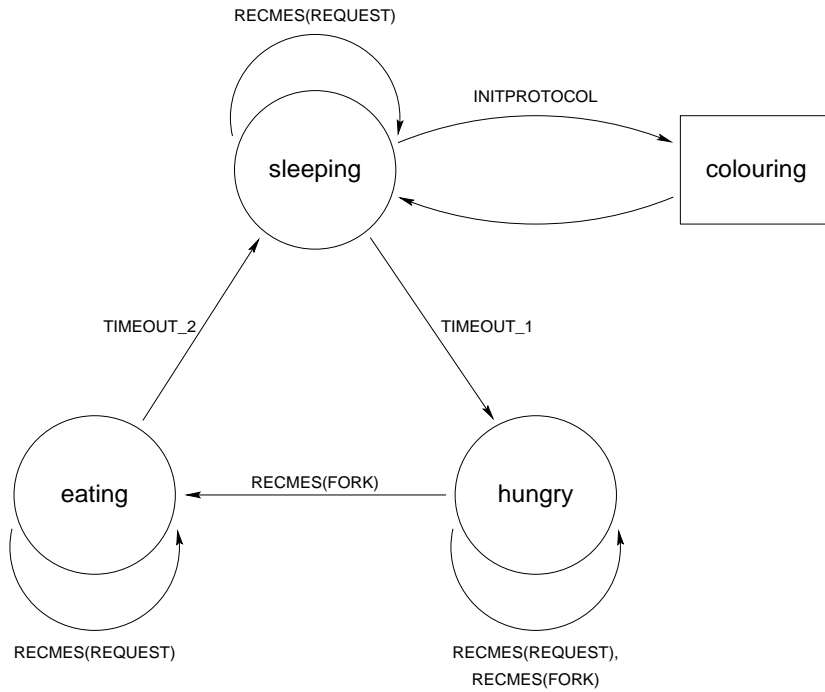 RECMES(REQUEST)
INITPROTOCOL
sleeping
colouring
TIMEOUT_2
TIMEOUT_1
eating
RECMES(FORK)
hungry
RECMES(REQUEST)
RECMES(REQUEST),
RECMES(FORK)